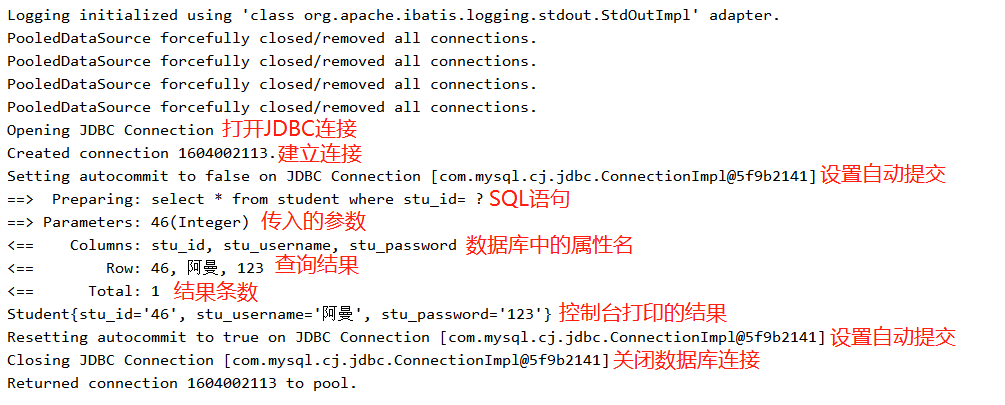 Logging initialized using 'class org.apache.ibatis.logging.stdout.StdOutImpl' adapter.
PooledDataSource forcefully closed/removed all connections.
PooledDataSource forcefully closed/removed all connections.
PooledDataSource forcefully closed/removed all connections.
PooledDataSource forcefully closed/removed all connections.
Opening JDBC Connection 打开JDBC连接
Created connection 1604002113.建立连接
Setting autocommit to false on JDBC Connection [com.mysql.cj.jdbc.ConnectionImpl@5f9b2141] 设置自动提交
==>  Preparing: select * from student where stu_id= ? SQL语句
==> Parameters: 46(Integer) 传入的参数
<==    Columns: stu_id, stu_username, stu_password 数据库中的属性名
<==        Row: 46, 阿曼, 123 查询结果
<==      Total: 1 结果条数
Student{stu_id='46', stu_username='阿曼', stu_password='123'} 控制台打印的结果
Resetting autocommit to true on JDBC Connection [com.mysql.cj.jdbc.ConnectionImpl@5f9b2141] 设置自动提交
Closing JDBC Connection [com.mysql.cj.jdbc.ConnectionImpl@5f9b2141] 关闭数据库连接
Returned connection 1604002113 to pool.